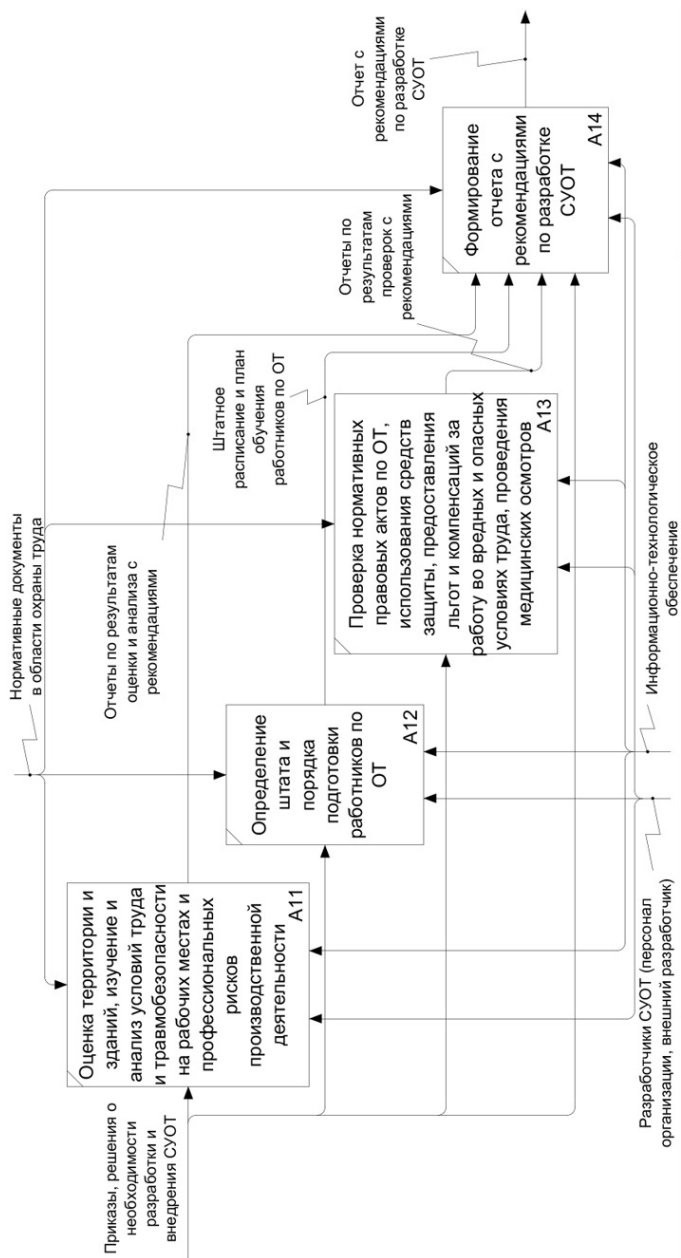 Приказы, решения о
необходимости
разработки и
внедрения СУОТ
Нормативные документы
в области охраны труда
Оценка территории и
зданий, изучение и
анализ условий труда
и травмобезопасности
на рабочих местах и
профессиональных
рисков
производственной
деятельности
А11
Отчеты по результатам
оценки и анализа с
рекомендациями
Определение
штата и
порядка
подготовки
работников по
ОТ
А12
Штатное
расписание и план
обучения
работников по ОТ
Проверка нормативных
правовых актов по ОТ,
использования средств
защиты, предоставления
льгот и компенсаций за
работу во вредных и опасных
условиях труда, проведения
медицинских осмотров
А13
Отчеты по
результатам
проверок с
рекомендациями
Формирование
отчета с
рекомендациями
по разработке
СУОТ
А14
Отчет с
рекомендациями
по разработке
СУОТ
Разработчики СУОТ (персонал
организации, внешний разработчик)
Информационно-технологическое
обеспечение